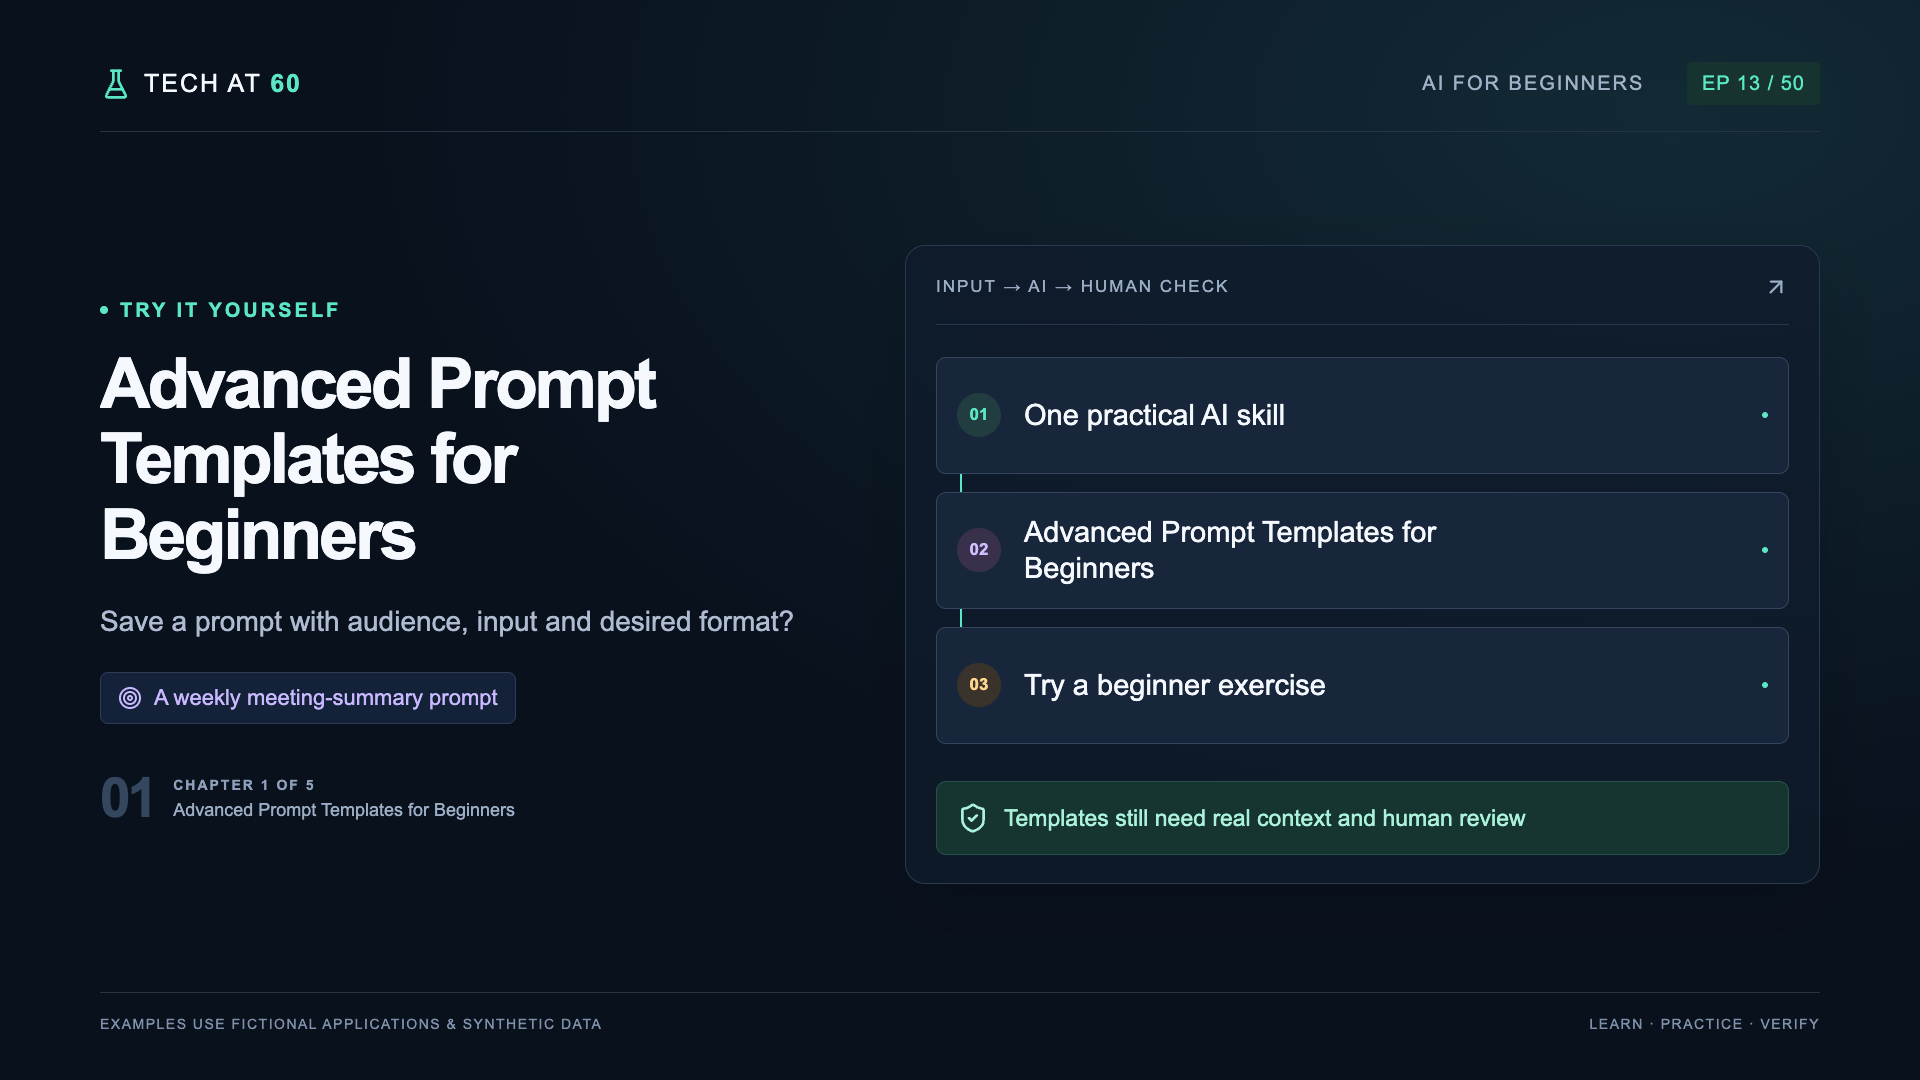 TECH AT 60
AI FOR BEGINNERS
EP 13 / 50
• TRY IT YOURSELF
Advanced Prompt
Templates for
Beginners
Save a prompt with audience, input and desired format?
A weekly meeting-summary prompt
01
CHAPTER 1 OF 5
Advanced Prompt Templates for Beginners
INPUT → AI → HUMAN CHECK
01
One practical AI skill
02
Advanced Prompt Templates for
Beginners
03
Try a beginner exercise
Templates still need real context and human review
EXAMPLES USE FICTIONAL APPLICATIONS & SYNTHETIC DATA
LEARN · PRACTICE · VERIFY